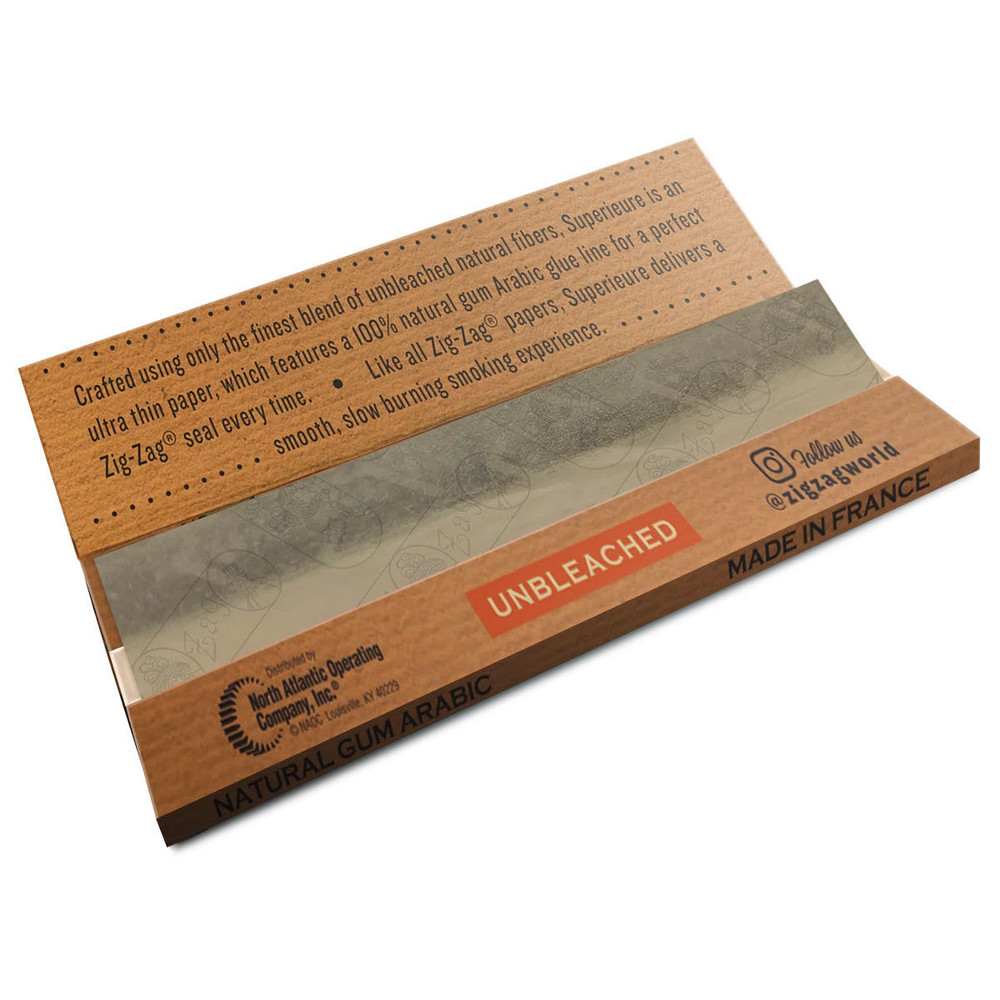 Crafted using only the finest blend of unbleached natural fibers, Superieure is an
ultra thin paper, which features a 100% natural gum Arabic glue line for a perfect
Zig-Zag® seal every time. • Like all Zig-Zag® papers, Superieure delivers a
smooth, slow burning smoking experience.
Follow us
@zigzagworld
UNBLEACHED
Distributed by
North Atlantic Operating
Company, Inc.®
© NAOC Louisville, KY 40229
NATURAL GUM ARABIC
MADE IN FRANCE